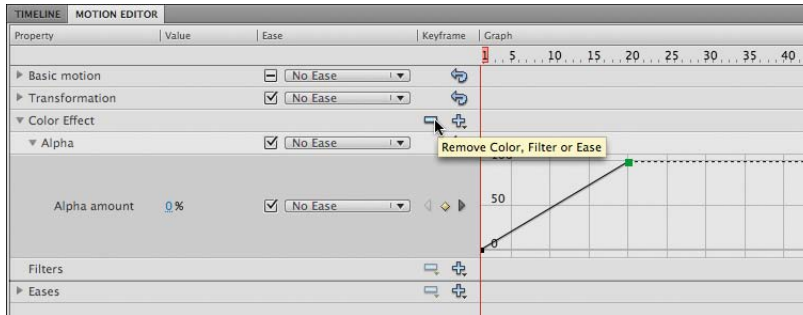 TIMELINE MOTION EDITOR
Property Value Ease Keyframe Graph
1 5 10 15 20 25 30 35 40
Basic motion No Ease
Transformation No Ease
Color Effect
Alpha No Ease
Remove Color, Filter or Ease
100
Alpha amount 0 % No Ease 50
0
Filters
Eases